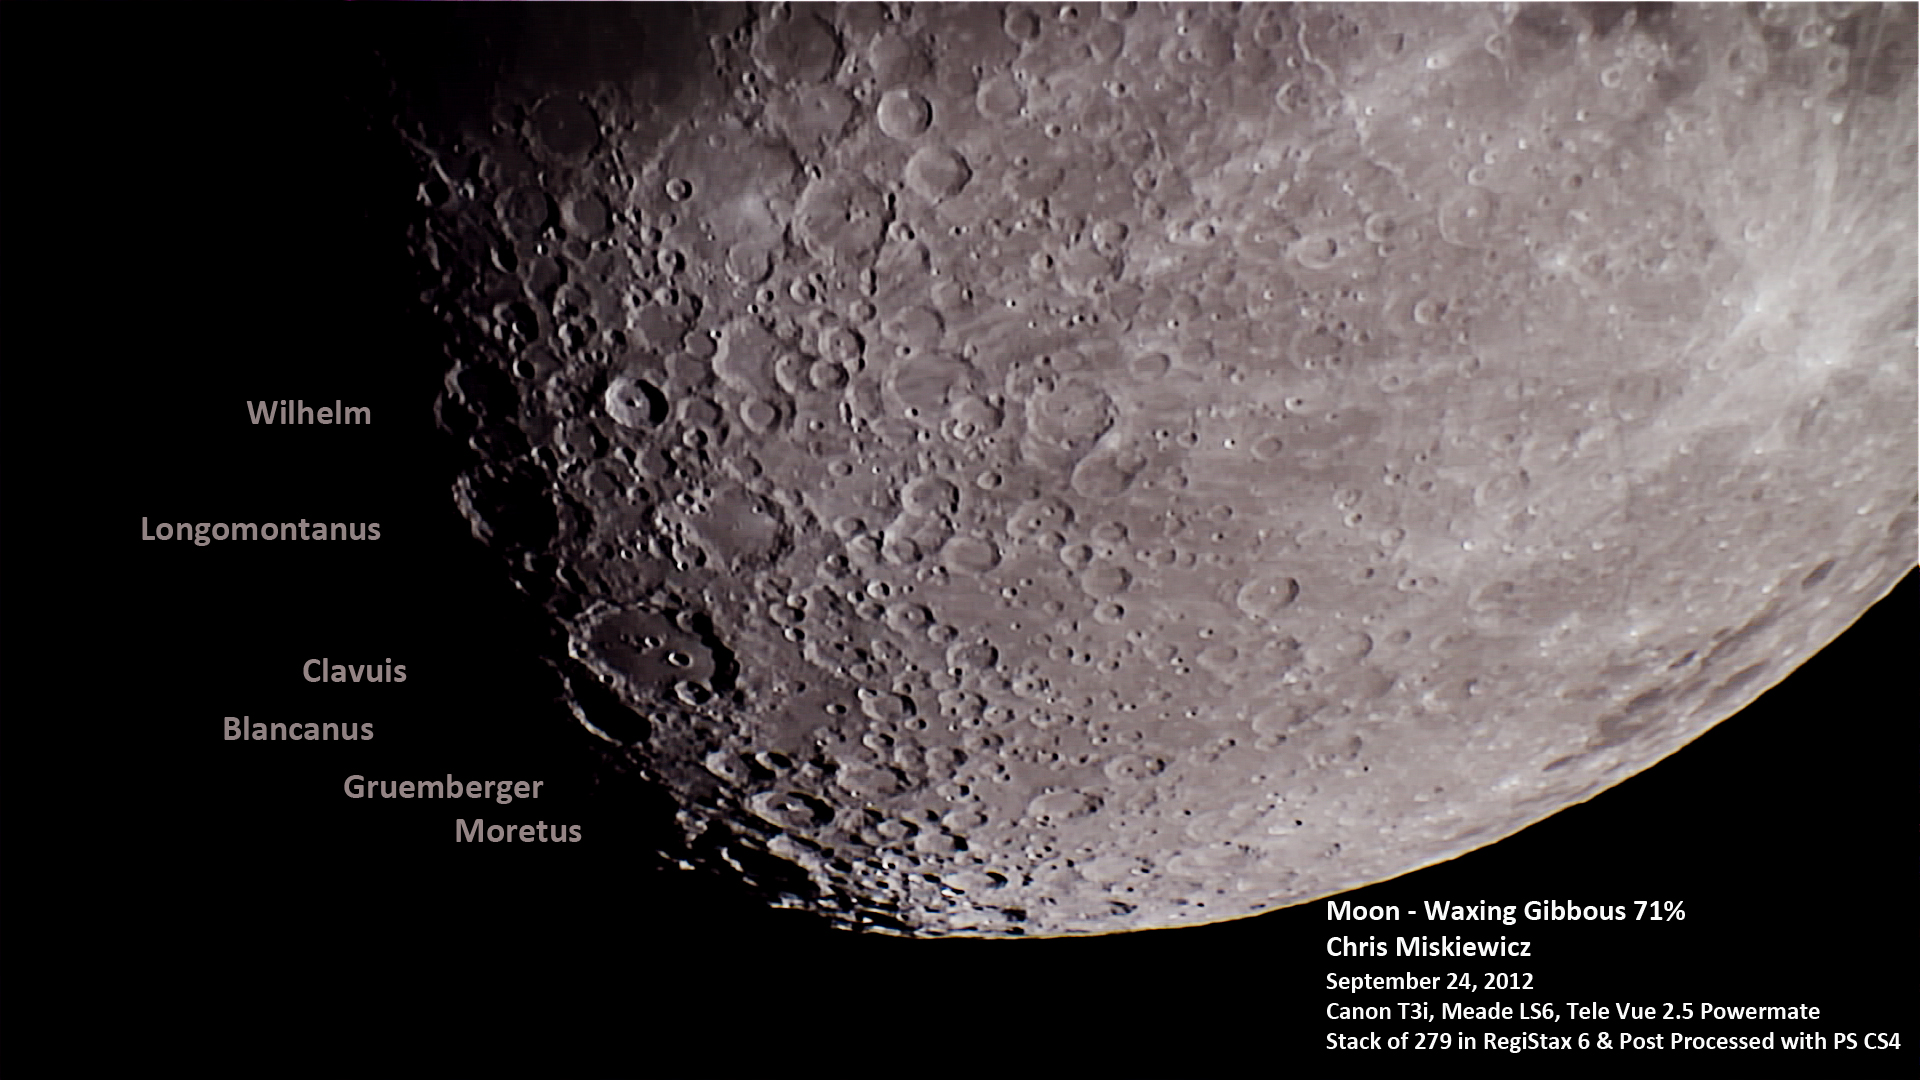 Wilhelm
Longomontanus
Clavuis
Blancanus
Gruemberger
Moretus
Moon - Waxing Gibbous 71%
Chris Miskiewicz
September 24, 2012
Canon T3i, Meade LS6, Tele Vue 2.5 Powermate
Stack of 279 in RegiStax 6 & Post Processed with PS CS4